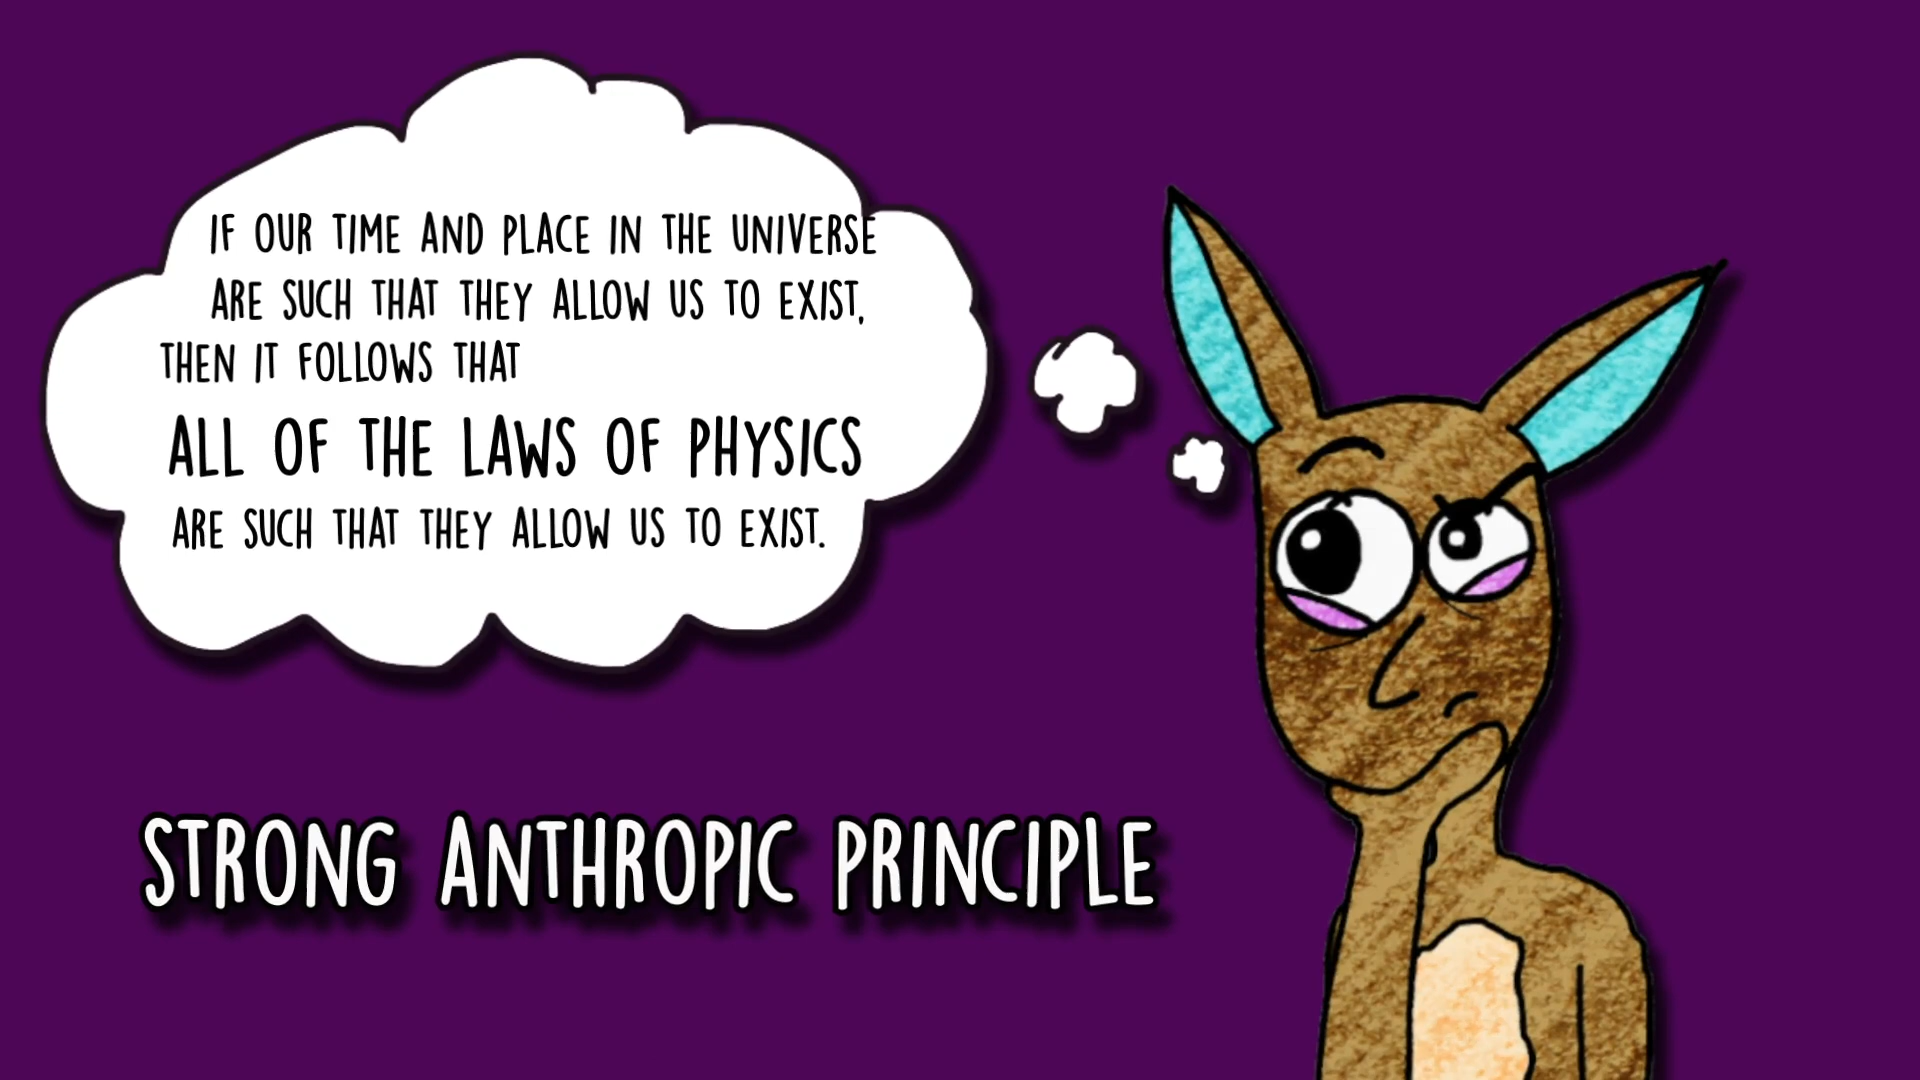 IF OUR TIME AND PLACE IN THE UNIVERSE
ARE SUCH THAT THEY ALLOW US TO EXIST,
THEN IT FOLLOWS THAT
ALL OF THE LAWS OF PHYSICS
ARE SUCH THAT THEY ALLOW US TO EXIST.
STRONG ANTHROPIC PRINCIPLE